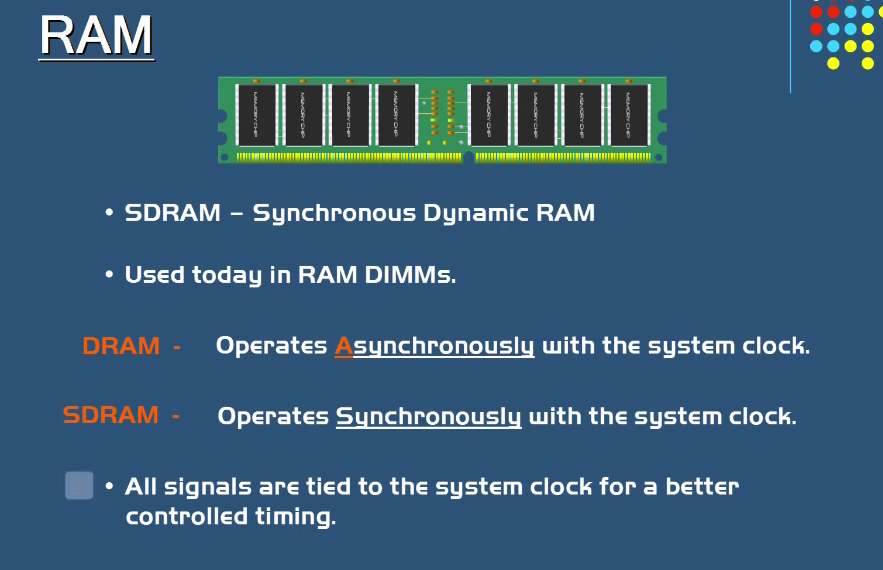 RAM
MEMORY CHIP MEMORY CHIP MEMORY CHIP MEMORY CHIP MEMORY CHIP MEMORY CHIP MEMORY CHIP MEMORY CHIP
• SDRAM – Synchronous Dynamic RAM
• Used today in RAM DIMMs.
DRAM - Operates Asynchronously with the system clock.
SDRAM - Operates Synchronously with the system clock.
• All signals are tied to the system clock for a better
controlled timing.